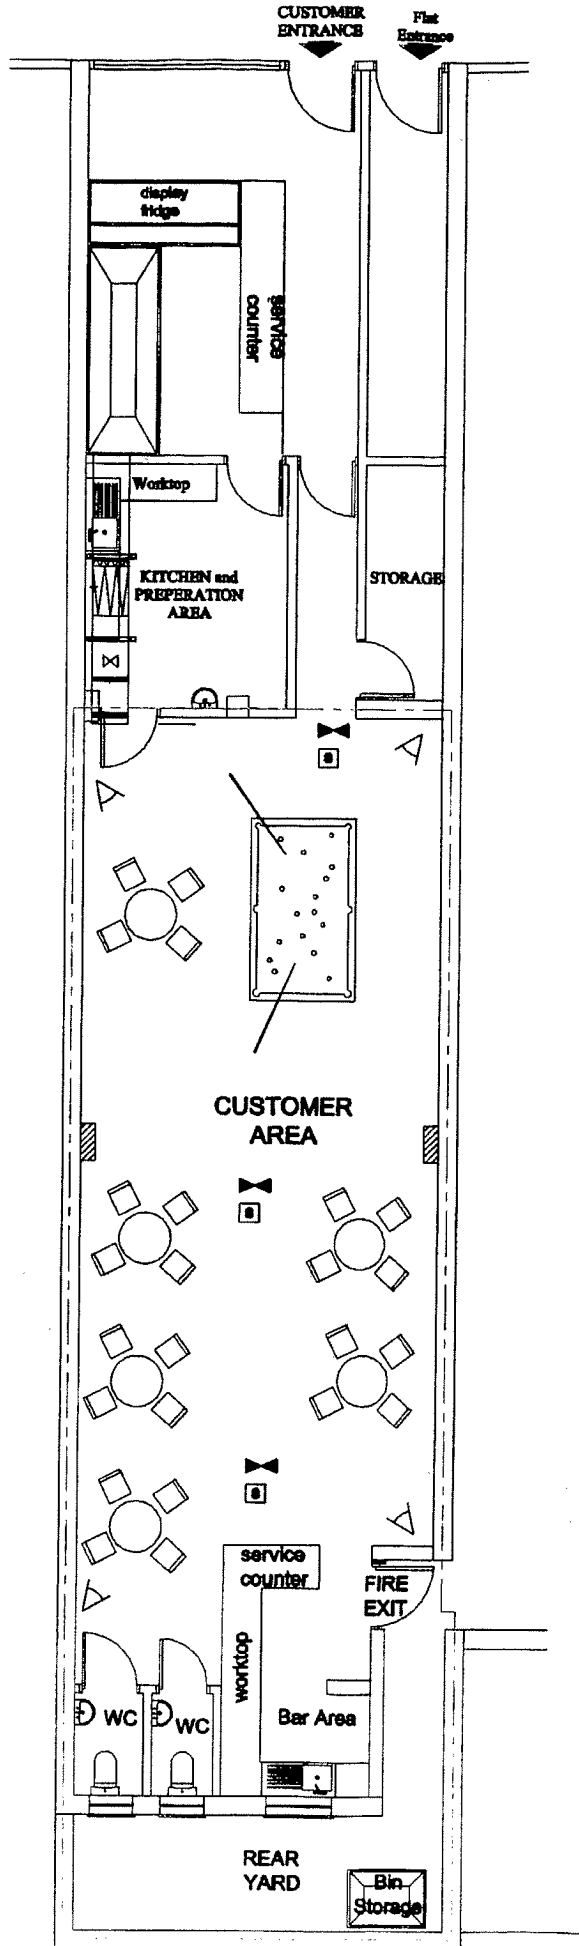 CUSTOMER
ENTRANCE
Flat
Entrance
display
fridge
service
counter
Worktop
KITCHEN and
PREPERATION
AREA
STORAGE
S
CUSTOMER
AREA
S
S
service
counter
FIRE
EXIT
worktop
WC
WC
Bar Area
REAR
YARD
Bin
Storage